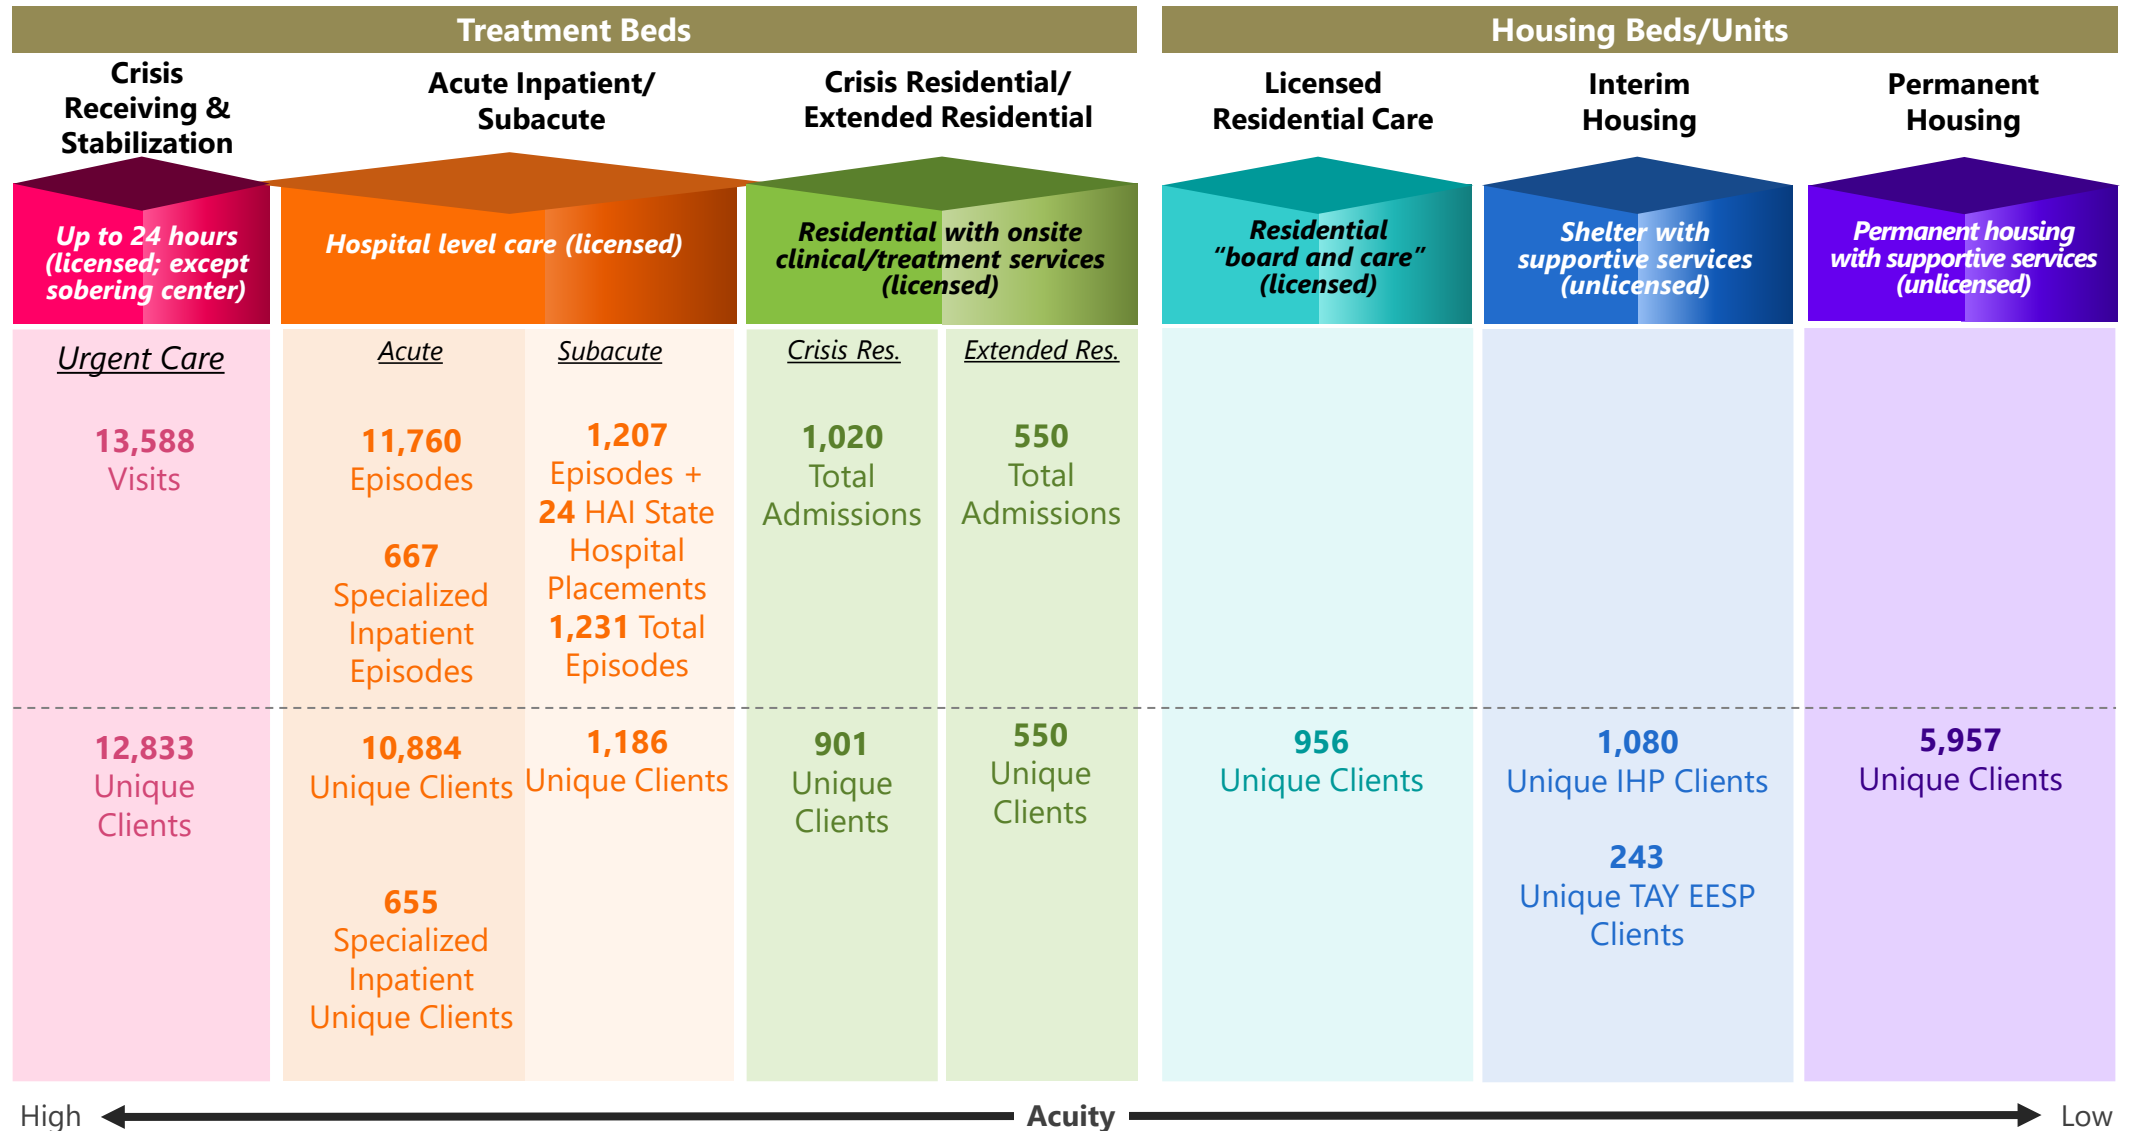 Treatment Beds
Housing Beds/Units
Crisis
Receiving &
Stabilization
Acute Inpatient/
Subacute
Crisis Residential/
Extended Residential
Licensed
Residential Care
Interim
Housing
Permanent
Housing
Up to 24 hours
(licensed; except
sobering center)
Hospital level care (licensed)
Residential with onsite
clinical/treatment services
(licensed)
Residential
“board and care”
(licensed)
Shelter with
supportive services
(unlicensed)
Permanent housing
with supportive services
(unlicensed)
Urgent Care
13,588
Visits
Acute
11,760
Episodes
667
Specialized
Inpatient
Episodes
Subacute
1,207
Episodes +
24 HAI State
Hospital
Placements
1,231 Total
Episodes
Crisis Res.
1,020
Total
Admissions
Extended Res.
550
Total
Admissions
12,833
Unique
Clients
10,884
Unique Clients
655
Specialized
Inpatient
Unique Clients
1,186
Unique Clients
901
Unique
Clients
550
Unique
Clients
956
Unique Clients
1,080
Unique IHP Clients
243
Unique TAY EESP
Clients
5,957
Unique Clients
High
Acuity
Low